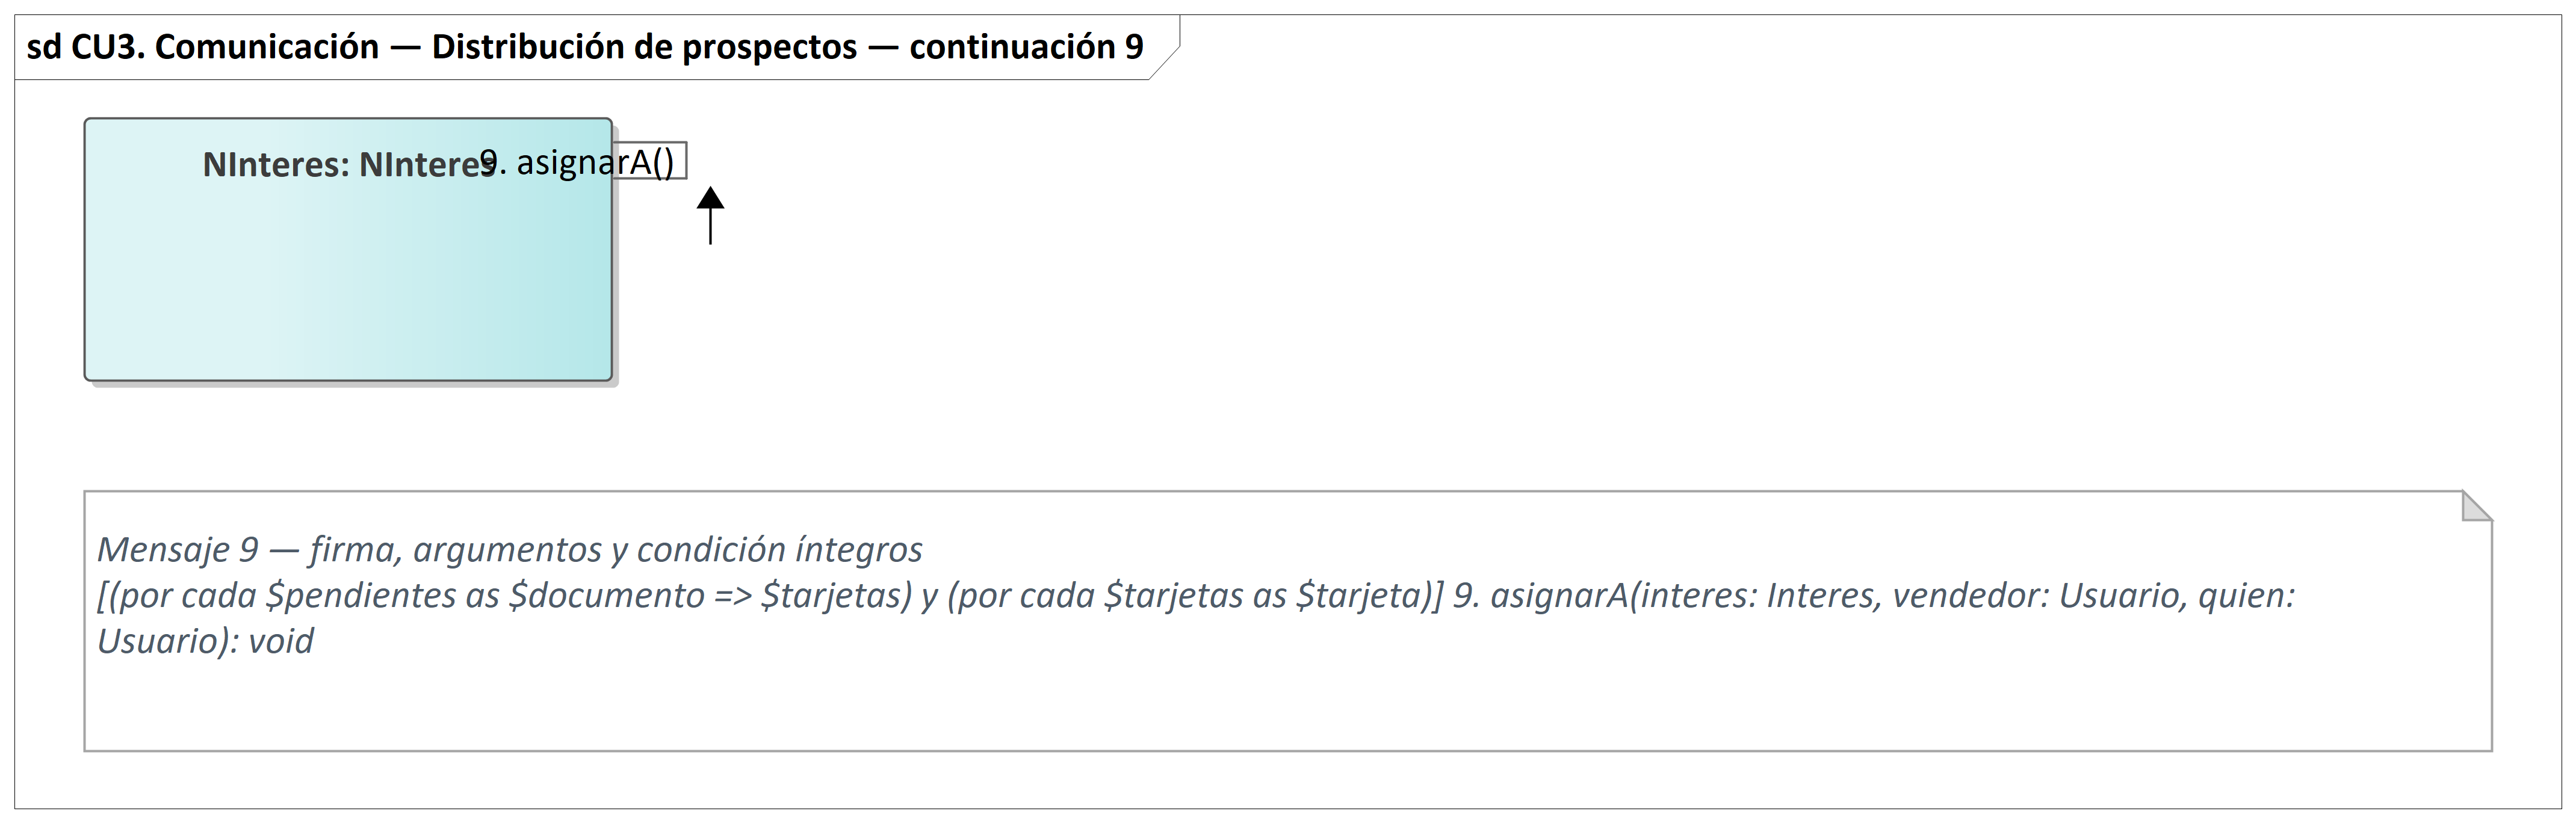 sd CU3. Comunicación — Distribución de prospectos — continuación 9
NInteres: NInteres
9. asignarA()
Mensaje 9 — firma, argumentos y condición íntegros
[(por cada $pendientes as $documento => $tarjetas) y (por cada $tarjetas as $tarjeta)] 9. asignarA(interes: Interes, vendedor: Usuario, quien:
Usuario): void